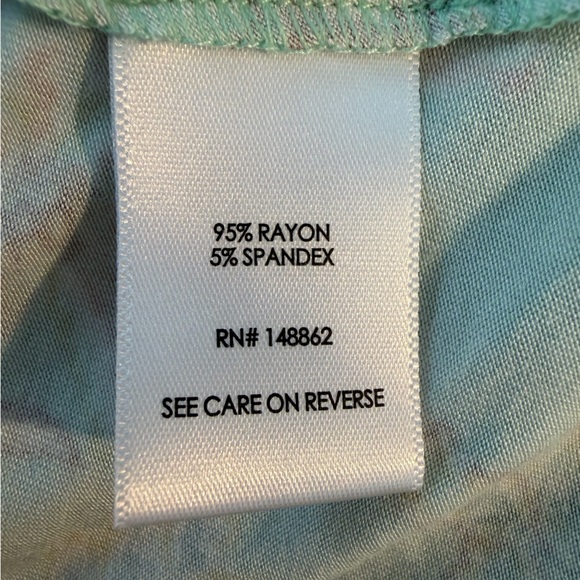 95% RAYON
5% SPANDEX
RN# 148862
SEE CARE ON REVERSE